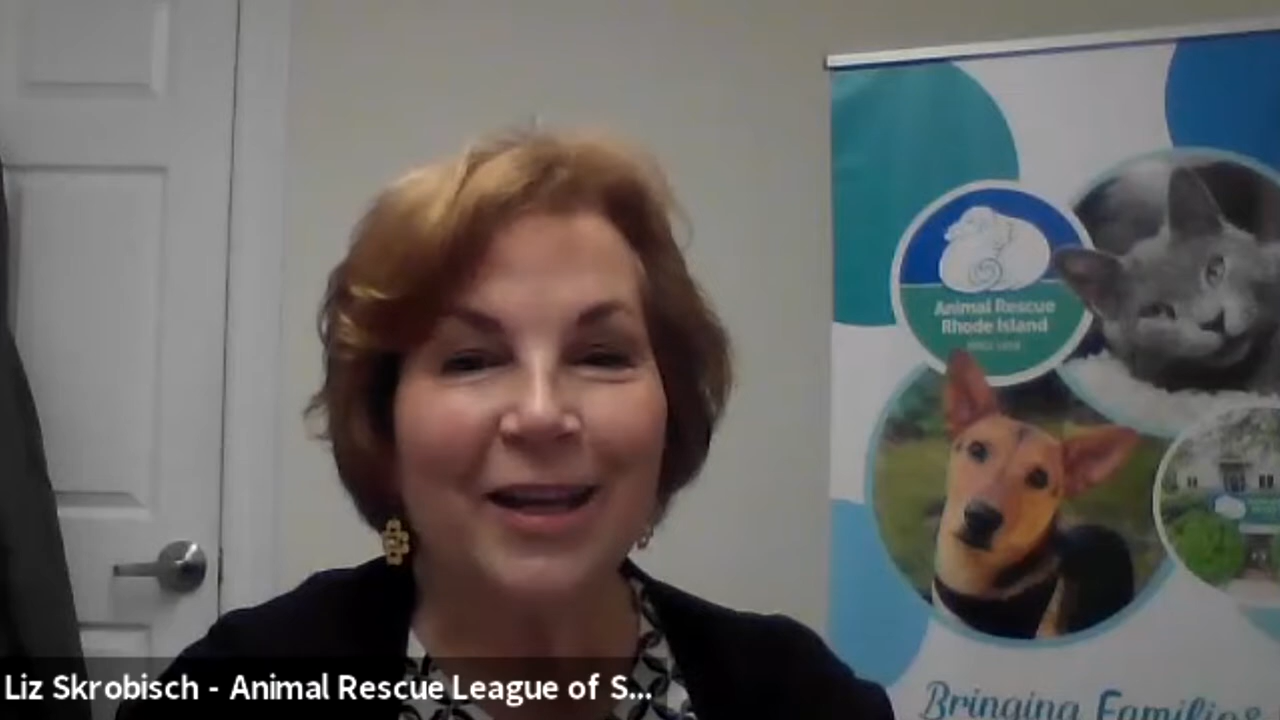 Animal Rescue
Rhode Island
Bringing Families
Liz Skrobisch - Animal Rescue League of S...